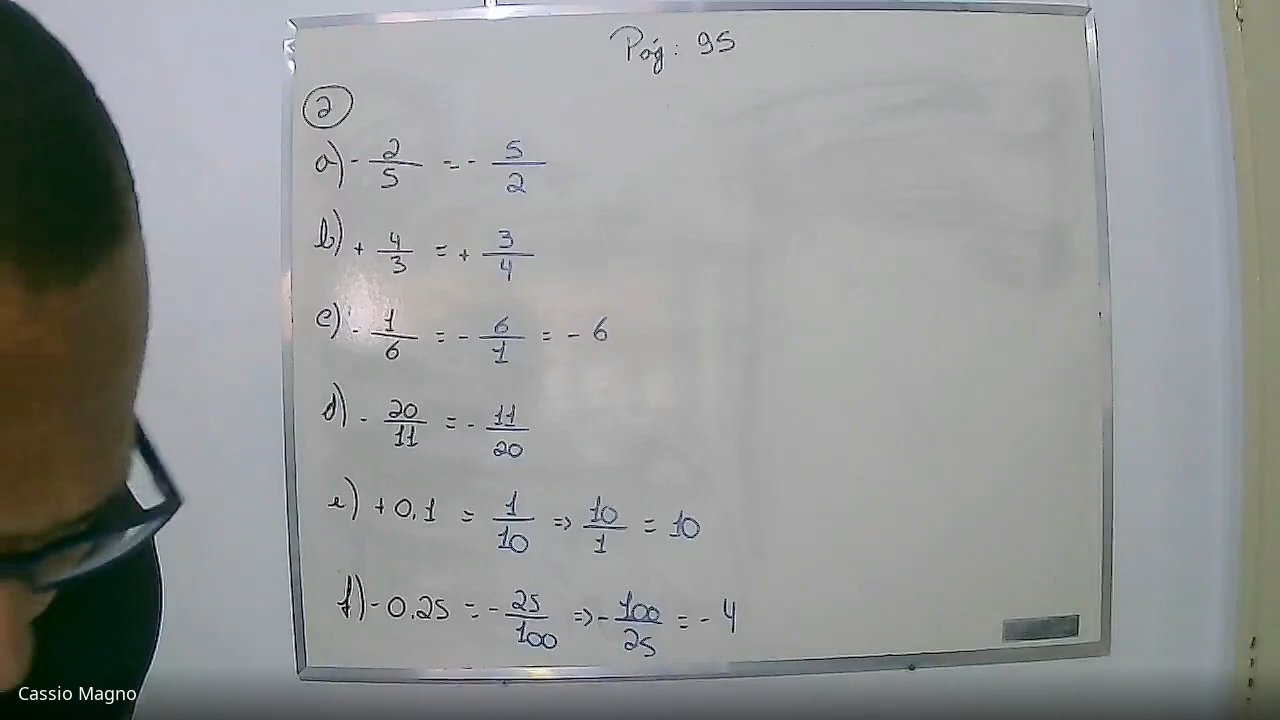 Pág: 95
2
a) - 2/5 = - 5/2
b) + 4/3 = + 3/4
c) - 1/6 = - 6/1 = - 6
d) - 20/11 = - 11/20
e) + 0,1 = 1/10 => 10/1 = 10
f) - 0,25 = - 25/100 => - 100/25 = - 4
Cassio Magno